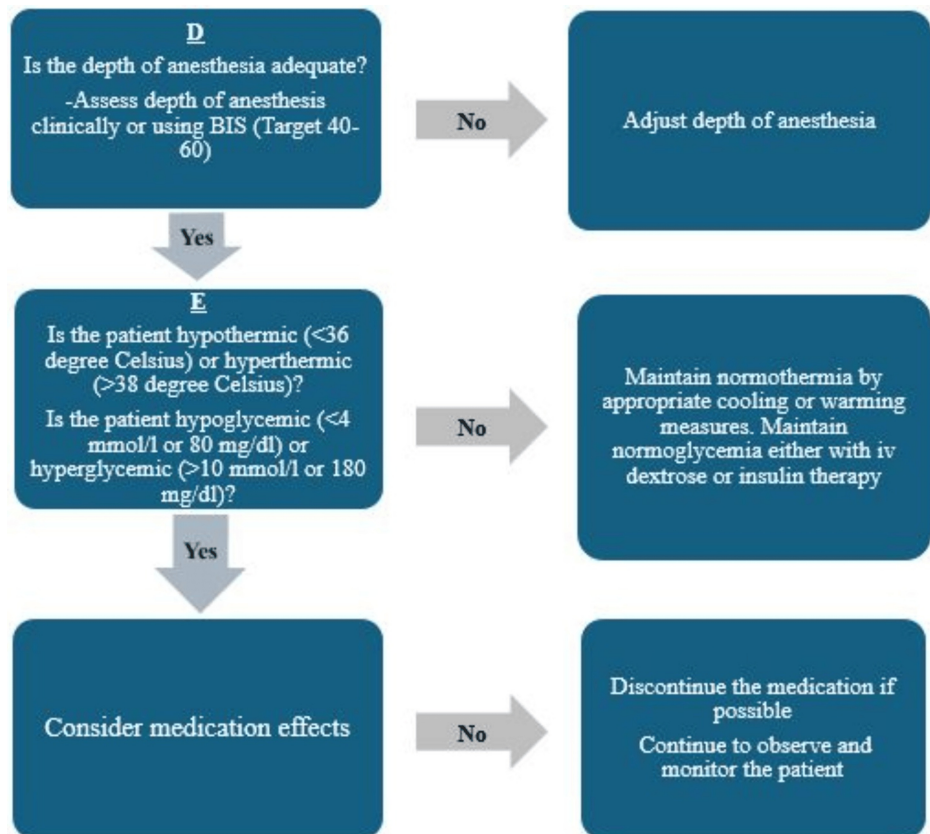 D
Is the depth of anesthesia adequate?
-Assess depth of anesthesis
clinically or using BIS (Target 40-
60)
No
Adjust depth of anesthesia
Yes
E
Is the patient hypothermic (<36
degree Celsius) or hyperthermic
(>38 degree Celsius)?
Is the patient hypoglycemic (<4
mmol/l or 80 mg/dl) or
hyperglycemic (>10 mmol/l or 180
mg/dl)?
No
Maintain normothermia by
appropriate cooling or warming
measures. Maintain
normoglycemia either with iv
dextrose or insulin therapy
Yes
Consider medication effects
No
Discontinue the medication if
possible
Continue to observe and
monitor the patient